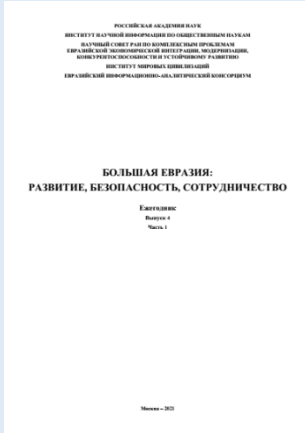 РОССИЙСКАЯ АКАДЕМИЯ НАУК
ИНСТИТУТ НАУЧНОЙ ИНФОРМАЦИИ ПО ОБЩЕСТВЕННЫМ НАУКАМ
НАУЧНЫЙ СОВЕТ РАН ПО КОМПЛЕКСНЫМ ПРОБЛЕМАМ
ЕВРАЗИЙСКОЙ ЭКОНОМИЧЕСКОЙ ИНТЕГРАЦИИ, МОДЕРНИЗАЦИИ,
КОНКУРЕНТОСПОСОБНОСТИ И УСТОЙЧИВОМУ РАЗВИТИЮ
ИНСТИТУТ МИРОВЫХ ЦИВИЛИЗАЦИЙ
ЕВРАЗИЙСКИЙ ИНФОРМАЦИОННО-АНАЛИТИЧЕСКИЙ КОНСОРЦИУМ
БОЛЬШАЯ ЕВРАЗИЯ:
РАЗВИТИЕ, БЕЗОПАСНОСТЬ, СОТРУДНИЧЕСТВО
Ежегодник
Выпуск 4
Часть 1
Москва – 2021